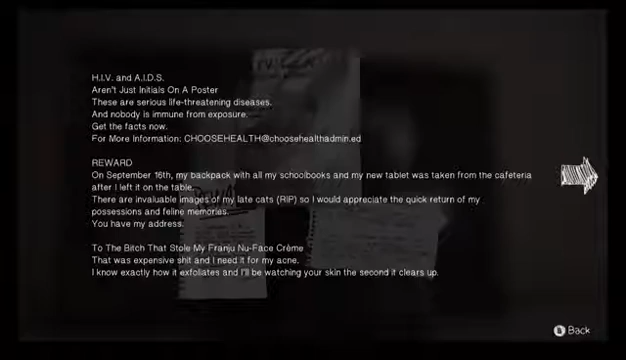 H.I.V. and A.I.D.S.
Aren't Just Initials On A Poster
These are serious life-threatening diseases.
And nobody is immune from exposure.
Get the facts now.
For More Information: CHOOSEHEALTH@choosehealthadmin.ed
REWARD
On September 16th, my backpack with all my schoolbooks and my new tablet was taken from the cafeteria
after I left it on the table.
There are invaluable images of my late cats (RIP) so I would appreciate the quick return of my
possessions and feline memories.
You have my address.
To The Bitch That Stole My Franju Nu-Face Crème
That was expensive shit and I need it for my acne.
I know exactly how it exfoliates and I'll be watching your skin the second it clears up.
Back